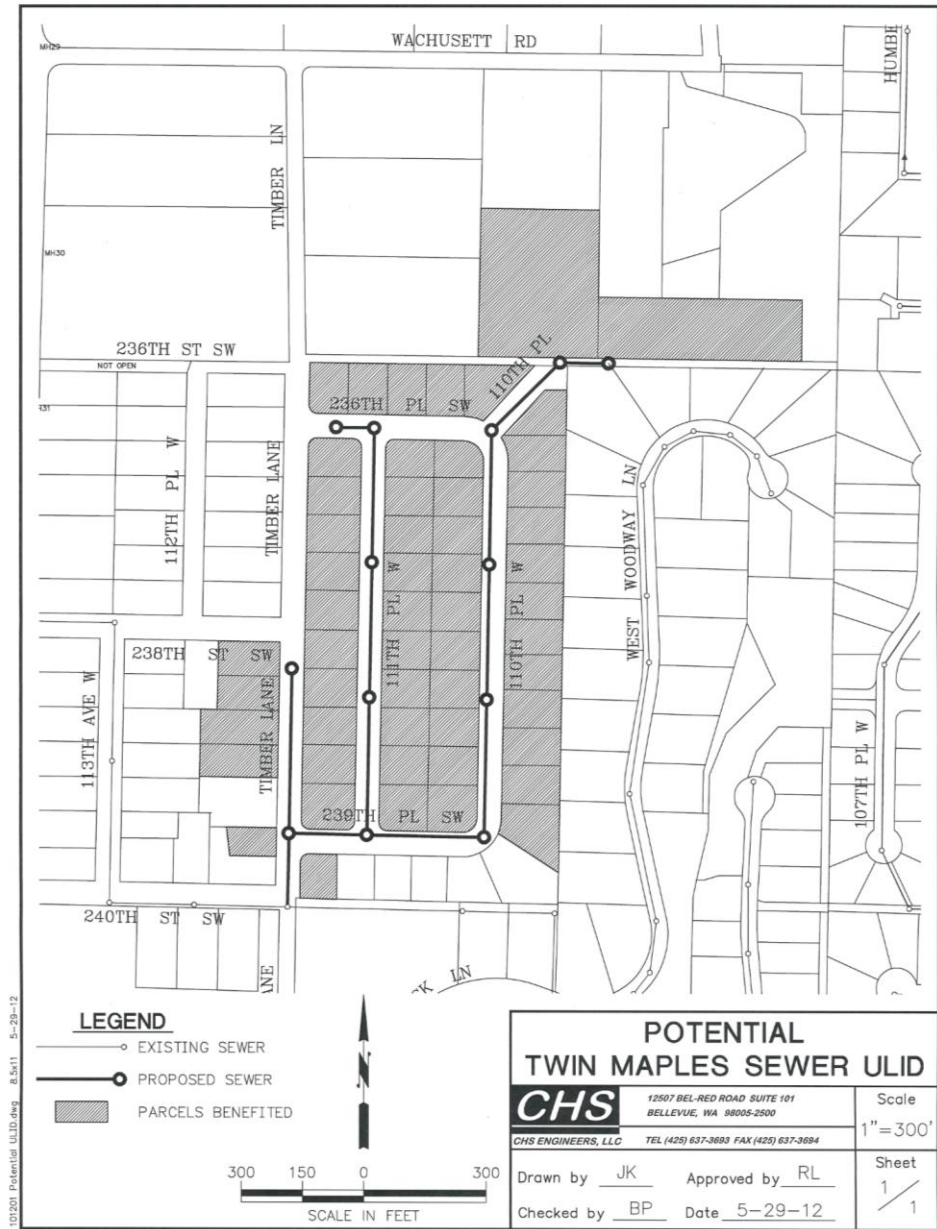 WACHUSETT RD
MH29
HUMBE
TIMBER LN
MH30
236TH ST SW
NOT OPEN
110TH PL
236TH PL SW
112TH PL W
TIMBER LANE
WEST WOODWAY LN
111TH PL W
110TH PL W
238TH ST SW
113TH AVE W
TIMBER LANE
107TH PL W
239TH PL SW
240TH ST SW
ANE
CK LN
LEGEND
EXISTING SEWER
PROPOSED SEWER
PARCELS BENEFITED
N
300 150 0 300
SCALE IN FEET
POTENTIAL
TWIN MAPLES SEWER ULID
CHS
CHS ENGINEERS, LLC
12507 BEL-RED ROAD SUITE 101
BELLEVUE, WA 98005-2500
TEL (425) 637-3693 FAX (425) 637-3694
Scale
1"=300'
Drawn by JK Approved by RL
Checked by BP Date 5-29-12
Sheet
1/1
101201 Potential ULID.dwg 8.5x11 5-29-12